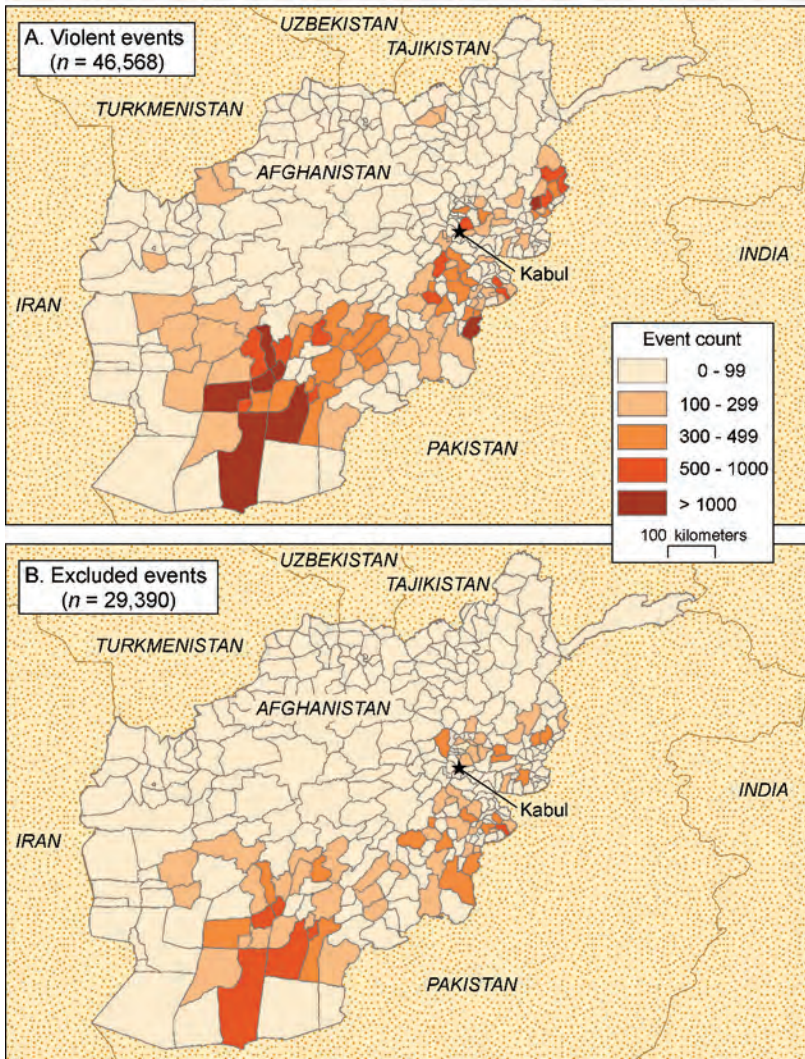 A. Violent events
(n = 46,568)
UZBEKISTAN
TAJIKISTAN
TURKMENISTAN
AFGHANISTAN
Kabul
INDIA
IRAN
PAKISTAN
Event count
0 - 99
100 - 299
300 - 499
500 - 1000
> 1000
100 kilometers
B. Excluded events
(n = 29,390)
UZBEKISTAN
TAJIKISTAN
TURKMENISTAN
AFGHANISTAN
Kabul
INDIA
IRAN
PAKISTAN